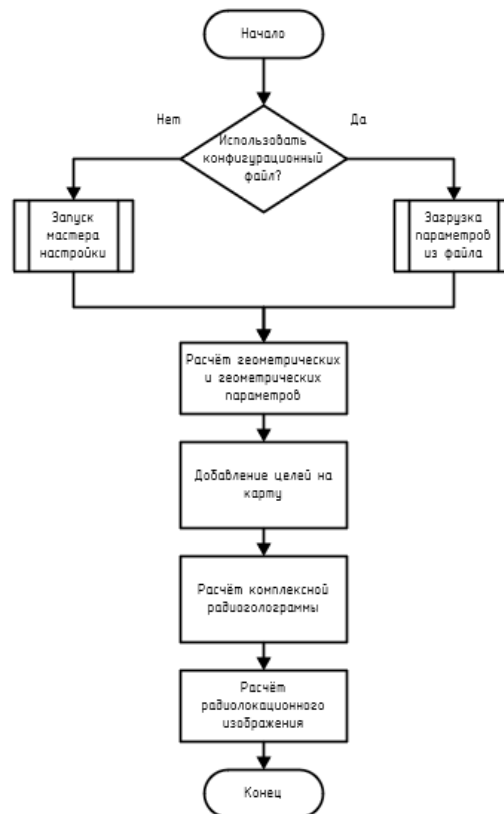 Начало
Нет
Да
Использовать
конфигурационный
файл?
Запуск
мастера
настройки
Загрузка
параметров
из файла
Расчёт геометрических
и геометрических
параметров
Добавление целей на
карту
Расчёт комплексной
радиоголограммы
Расчёт
радиолокационного
изображения
Конец